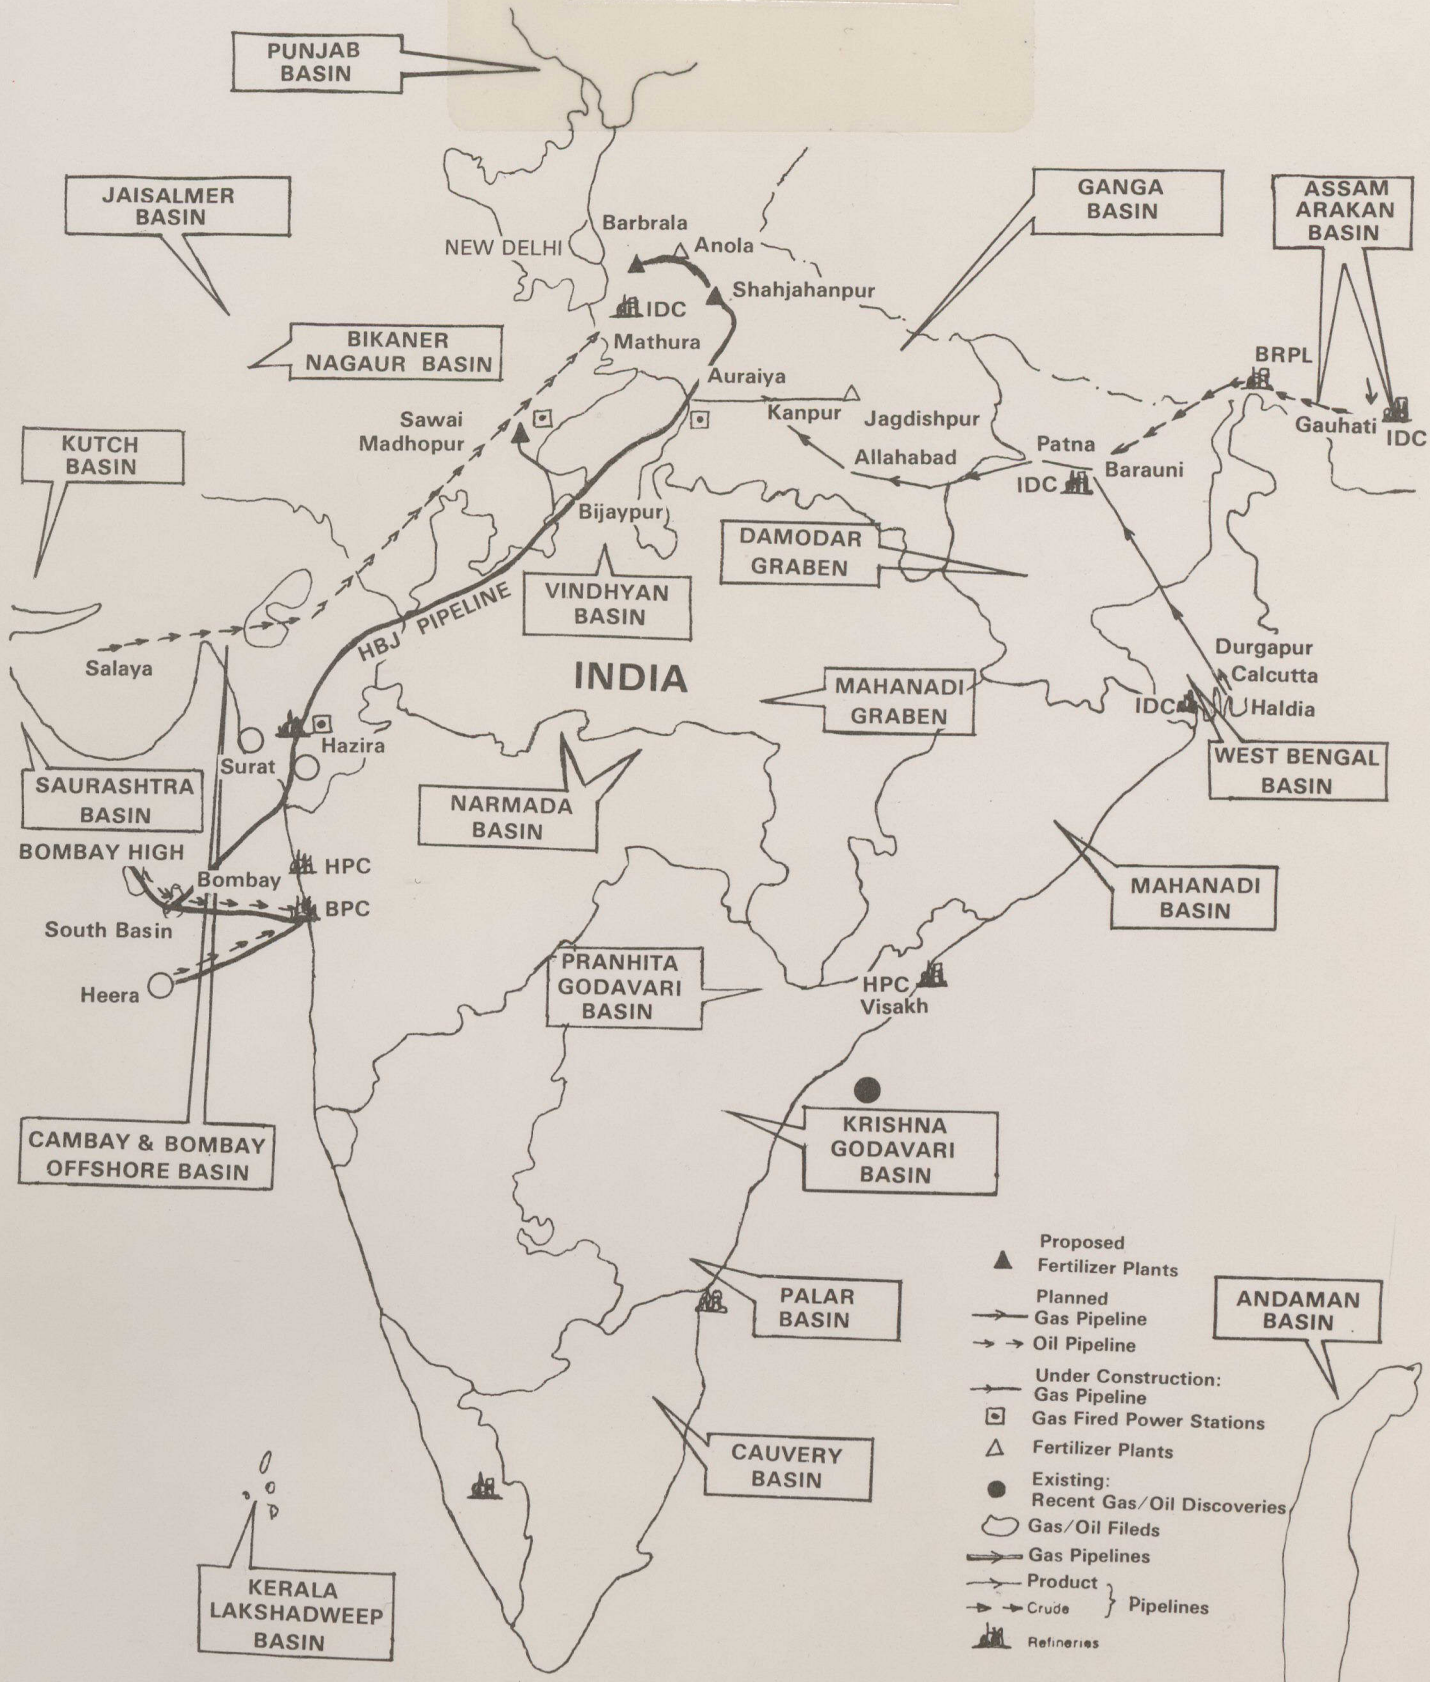 PUNJAB
BASIN
JAISALMER
BASIN
GANGA
BASIN
ASSAM
ARAKAN
BASIN
Barbrala
NEW DELHI
Anola
Shahjahanpur
IDC
Mathura
BIKANER
NAGAUR BASIN
BRPL
Auraiya
Kanpur
Jagdishpur
Gauhati
IDC
Sawai
Madhopur
KUTCH
BASIN
Patna
Allahabad
Barauni
IDC
Bijaypur
DAMODAR
GRABEN
VINDHYAN
BASIN
HBJ PIPELINE
Salaya
INDIA
Durgapur
Calcutta
MAHANADI
GRABEN
IDC
Haldia
Hazira
Surat
WEST BENGAL
BASIN
SAURASHTRA
BASIN
NARMADA
BASIN
BOMBAY HIGH
Bombay
HPC
BPC
South Basin
MAHANADI
BASIN
PRANHITA
GODAVARI
BASIN
Heera
HPC
Visakh
KRISHNA
GODAVARI
BASIN
CAMBAY & BOMBAY
OFFSHORE BASIN
PALAR
BASIN
ANDAMAN
BASIN
CAUVERY
BASIN
KERALA
LAKSHADWEEP
BASIN
Proposed
Fertilizer Plants
Planned
Gas Pipeline
Oil Pipeline
Under Construction:
Gas Pipeline
Gas Fired Power Stations
Fertilizer Plants
Existing:
Recent Gas/Oil Discoveries
Gas/Oil Fileds
Gas Pipelines
Product
Crude
} Pipelines
Refineries